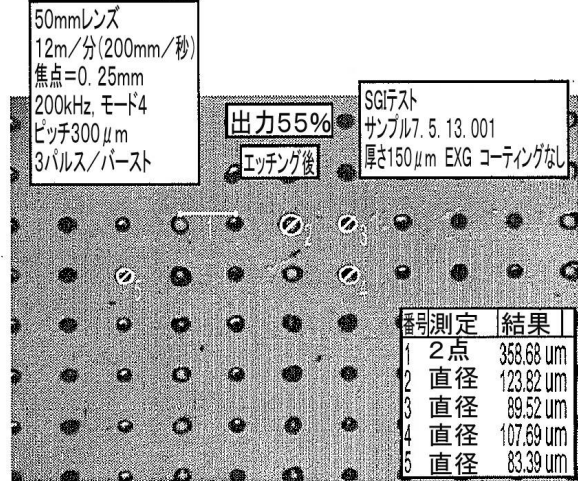 50mmレンズ
12m/分(200mm/秒)
焦点=0.25mm
200kHz,モード4
ピッチ300μm
3パルス/バースト
出力55%
エッチング後
SGIテスト
サンプル7.5.13.001
厚さ150μm EXG コーティングなし
1
2
3
4
5
番号 測定 結果
1 2点 358.68 um
2 直径 123.82 um
3 直径 89.52 um
4 直径 107.69 um
5 直径 83.39 um